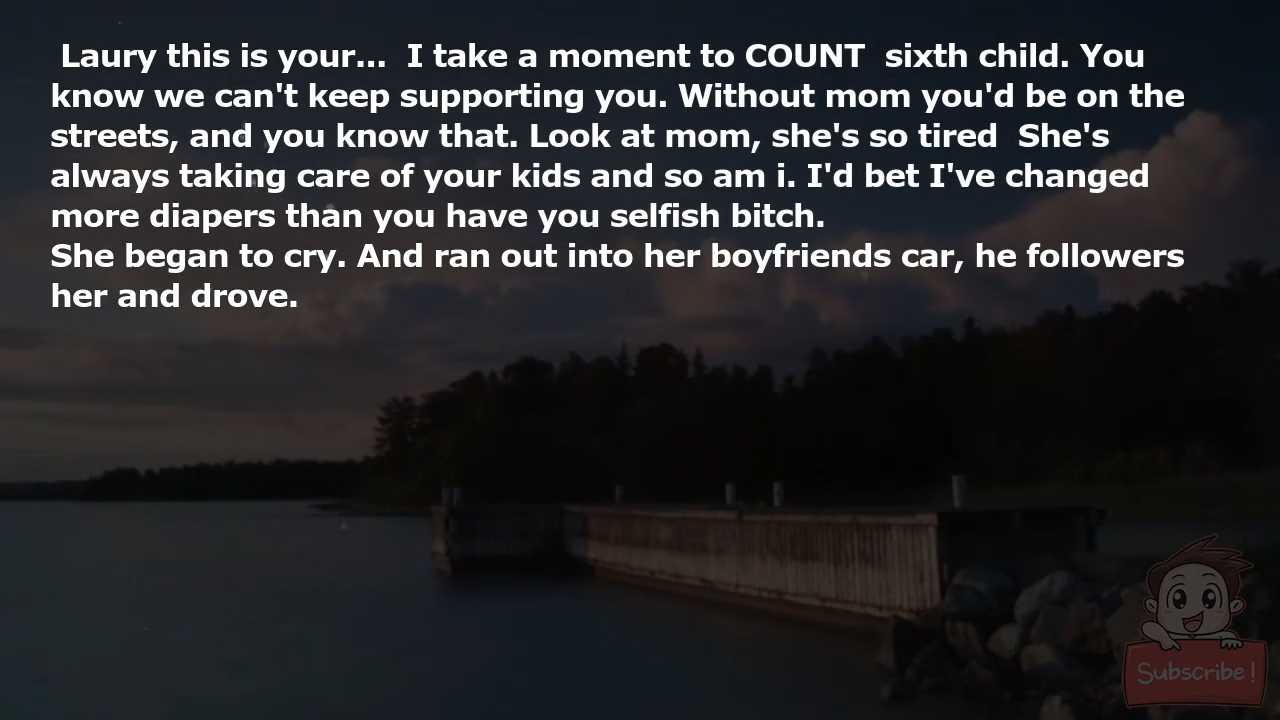 Laury this is your...  I take a moment to COUNT  sixth child. You
know we can't keep supporting you. Without mom you'd be on the
streets, and you know that. Look at mom, she's so tired  She's
always taking care of your kids and so am i. I'd bet I've changed
more diapers than you have you selfish bitch.
She began to cry. And ran out into her boyfriends car, he followers
her and drove.
Subscribe!